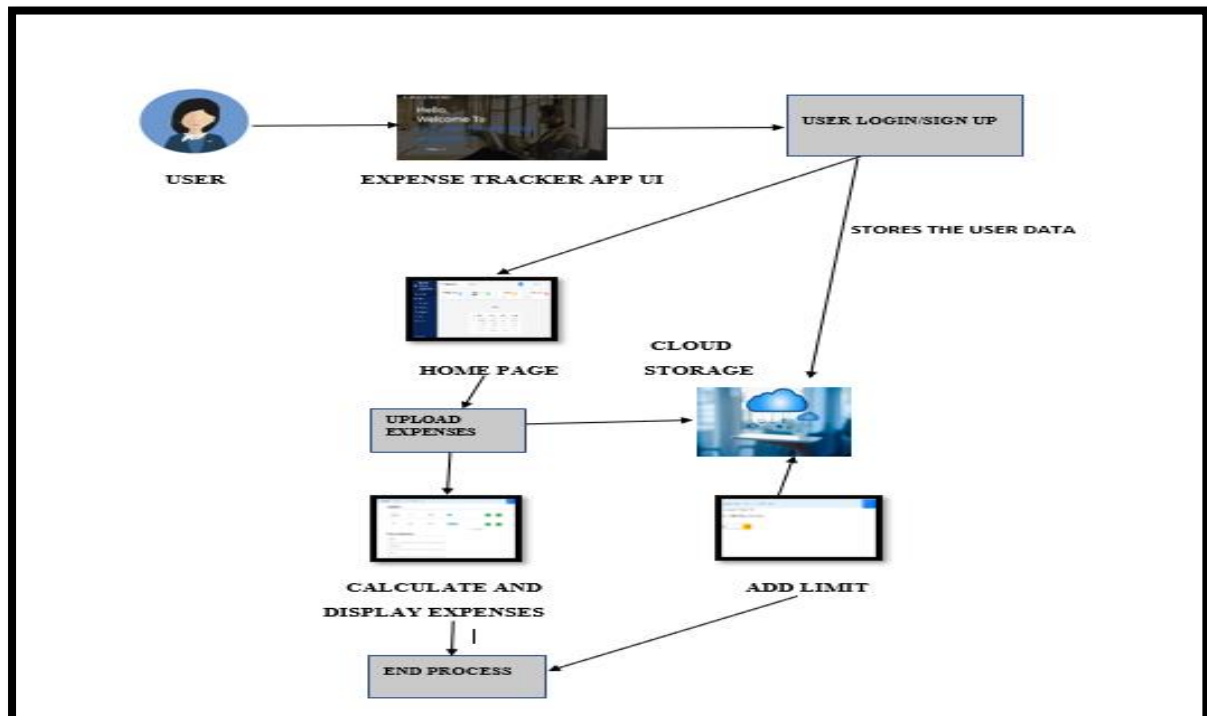 Hello,
Welcome To
USER LOGIN/SIGN UP
USER
EXPENSE TRACKER APP UI
STORES THE USER DATA
CLOUD
STORAGE
HOME PAGE
UPLOAD
EXPENSES
CALCULATE AND
DISPLAY EXPENSES
ADD LIMIT
END PROCESS